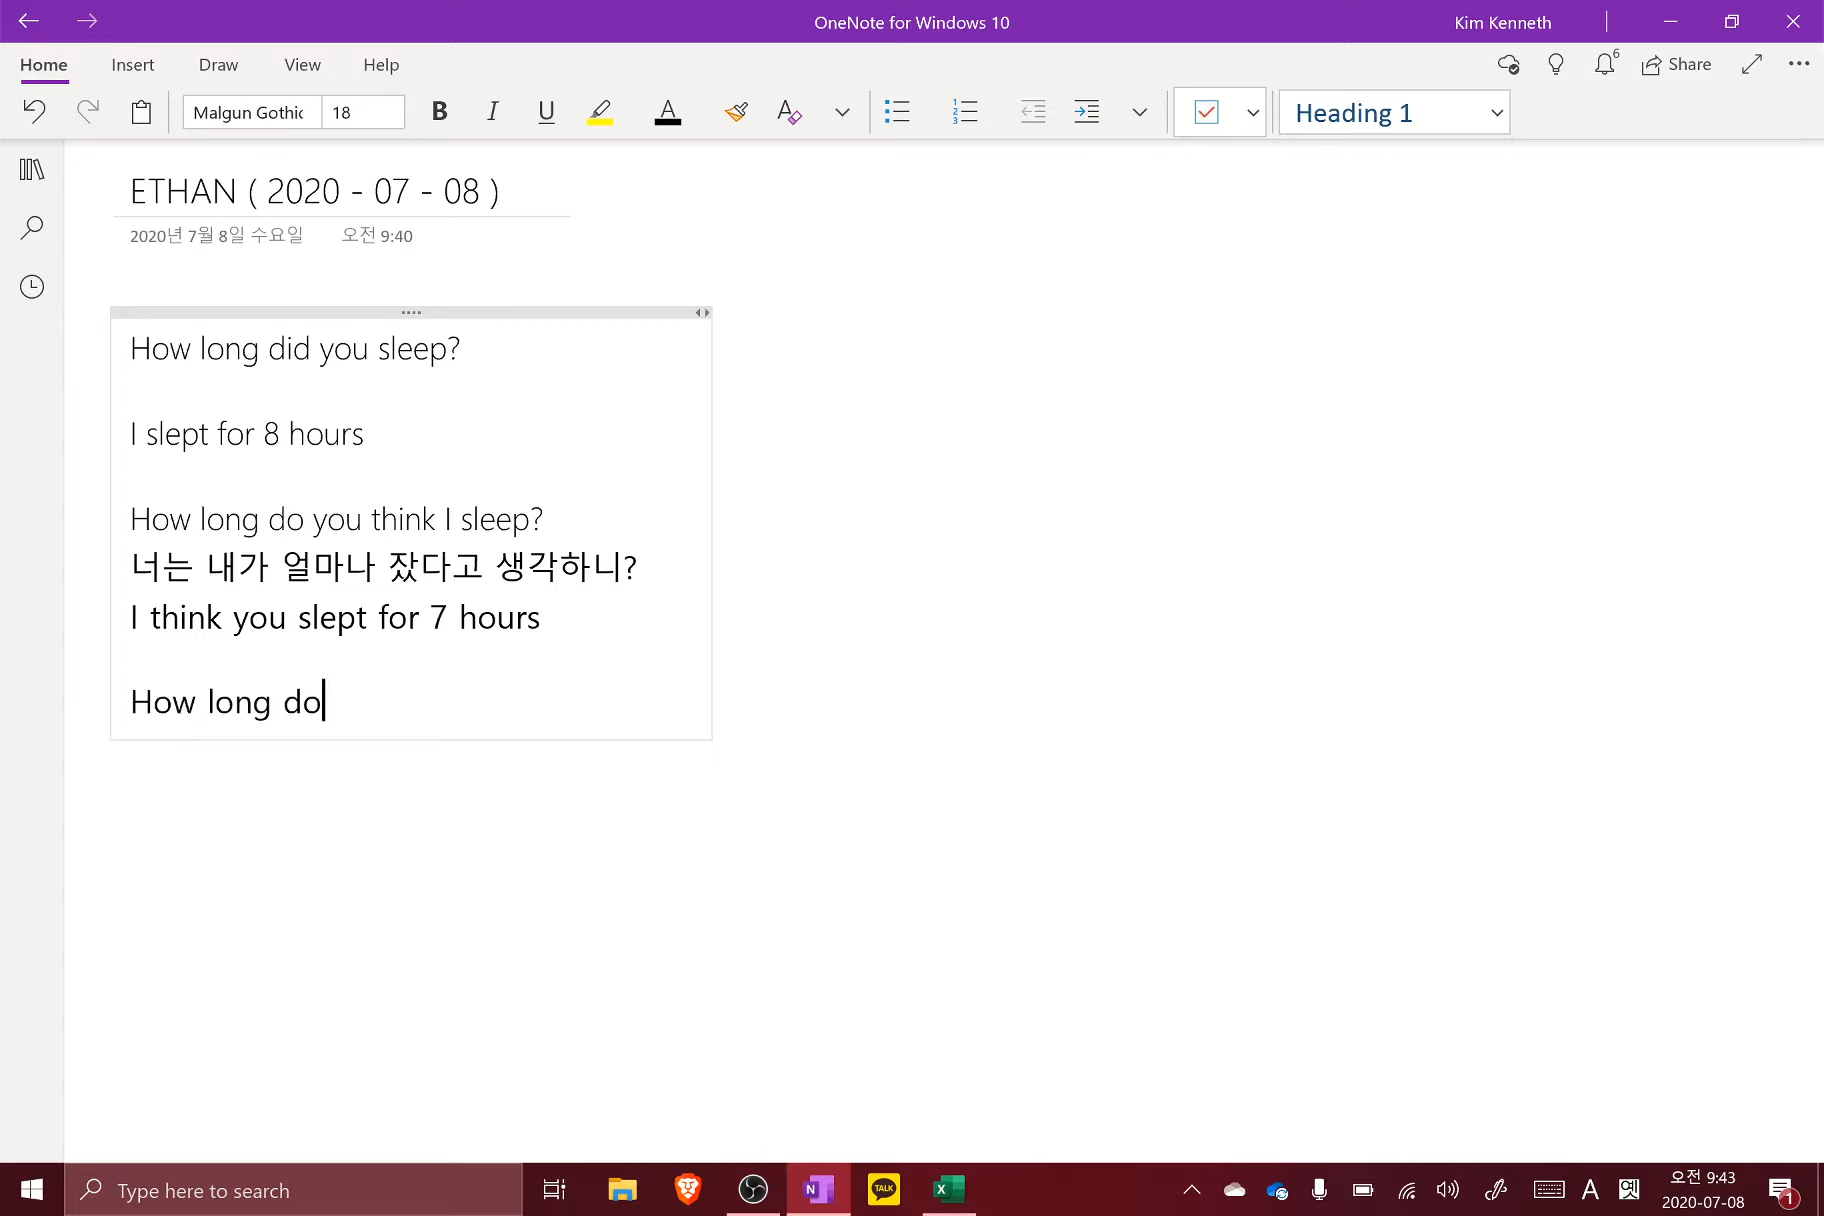 OneNote for Windows 10
Kim Kenneth
Home Insert Draw View Help
6
Share
Malgun Gothic 18
B I U A A
Heading 1
ETHAN ( 2020 - 07 - 08 )
2020년 7월 8일 수요일 오전 9:40
How long did you sleep?
I slept for 8 hours
How long do you think I sleep?
너는 내가 얼마나 잤다고 생각하니?
I think you slept for 7 hours
How long do
Type here to search
N
TALK
X
A
오전 9:43
2020-07-08
1